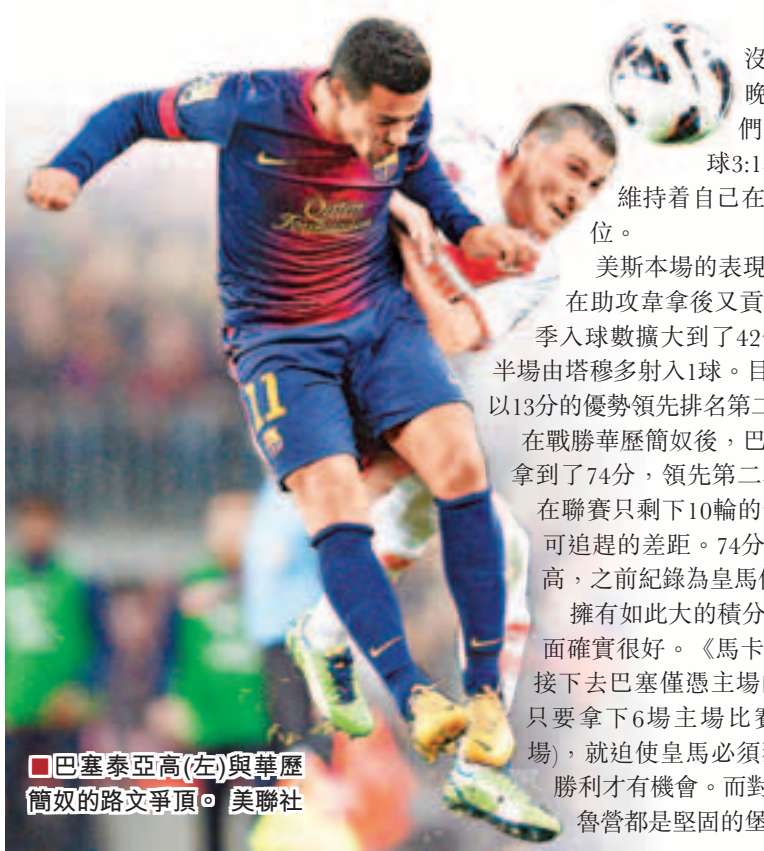 沒
晚
們
球3:1
維持着自己在
位。
美斯本場的表現
在助攻韋拿後又貢
季入球數擴大到了42
半場由塔穆多射入1球。目
以13分的優勢領先排名第二
在戰勝華歷簡奴後，巴
拿到了74分，領先第二
在聯賽只剩下10輪的
可追趕的差距。74分
高，之前紀錄為皇馬
擁有如此大的積分
面確實很好。《馬卡
接下去巴塞僅憑主場
只要拿下6場主場比賽
場)，就迫使皇馬必須
勝利才有機會。而對
魯營都是堅固的堡
Qatar
Foundation
11
■巴塞泰亞高(左)與華歷
簡奴的路文爭頂。 美聯社